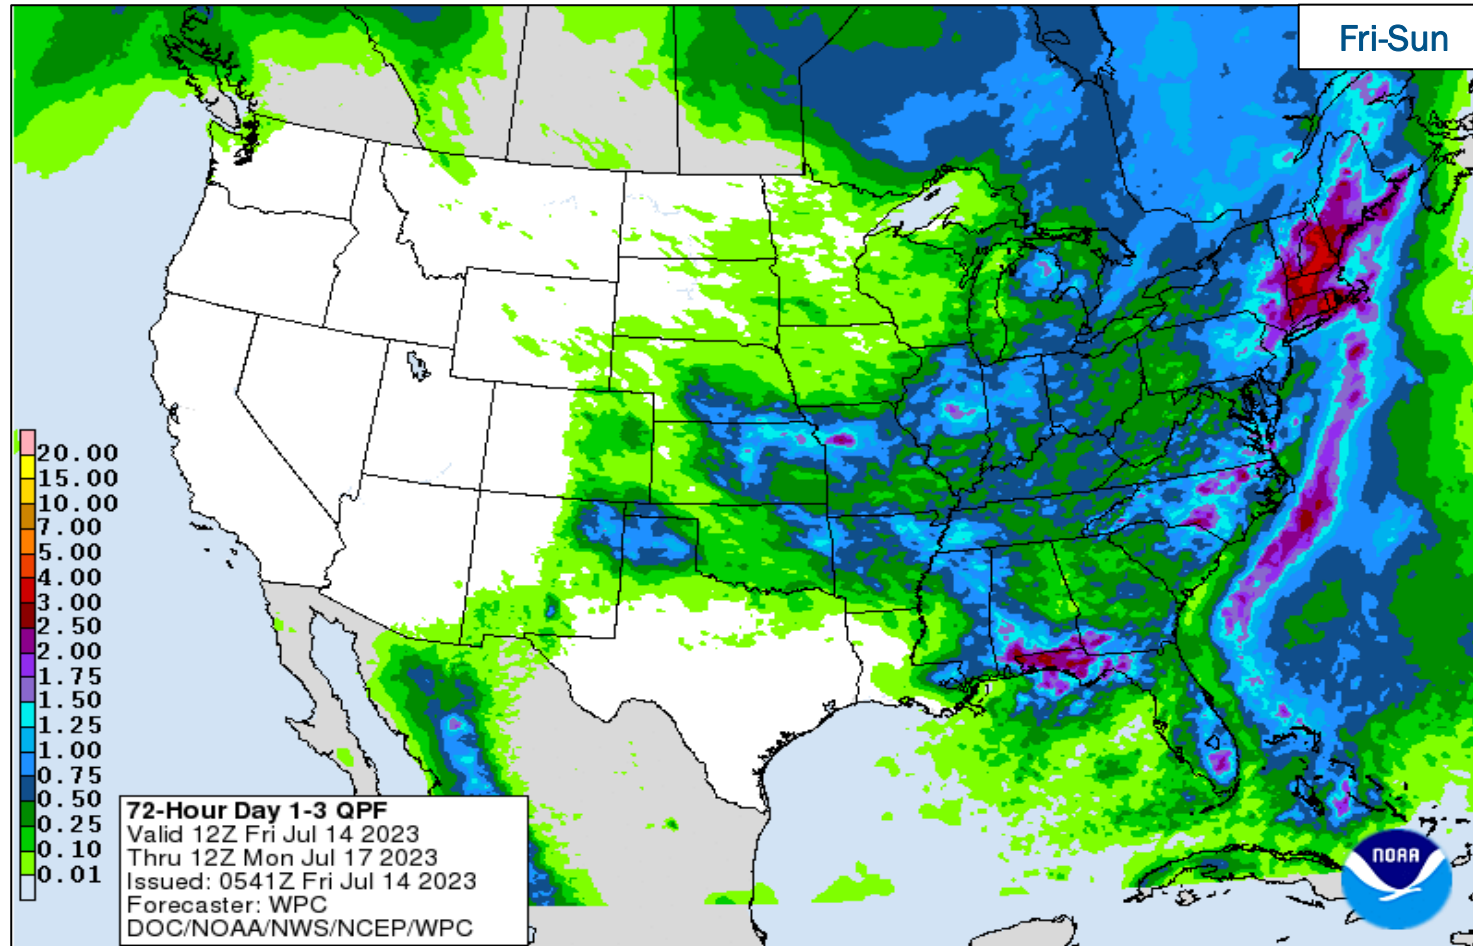 Fri-Sun
20.00
15.00
10.00
7.00
5.00
4.00
3.00
2.50
2.00
1.75
1.50
1.25
1.00
0.75
0.50
0.25
0.10
0.01
72-Hour Day 1-3 QPF
Valid 12Z Fri Jul 14 2023
Thru 12Z Mon Jul 17 2023
Issued: 0541Z Fri Jul 14 2023
Forecaster: WPC
DOC/NOAA/NWS/NCEP/WPC
NOAA